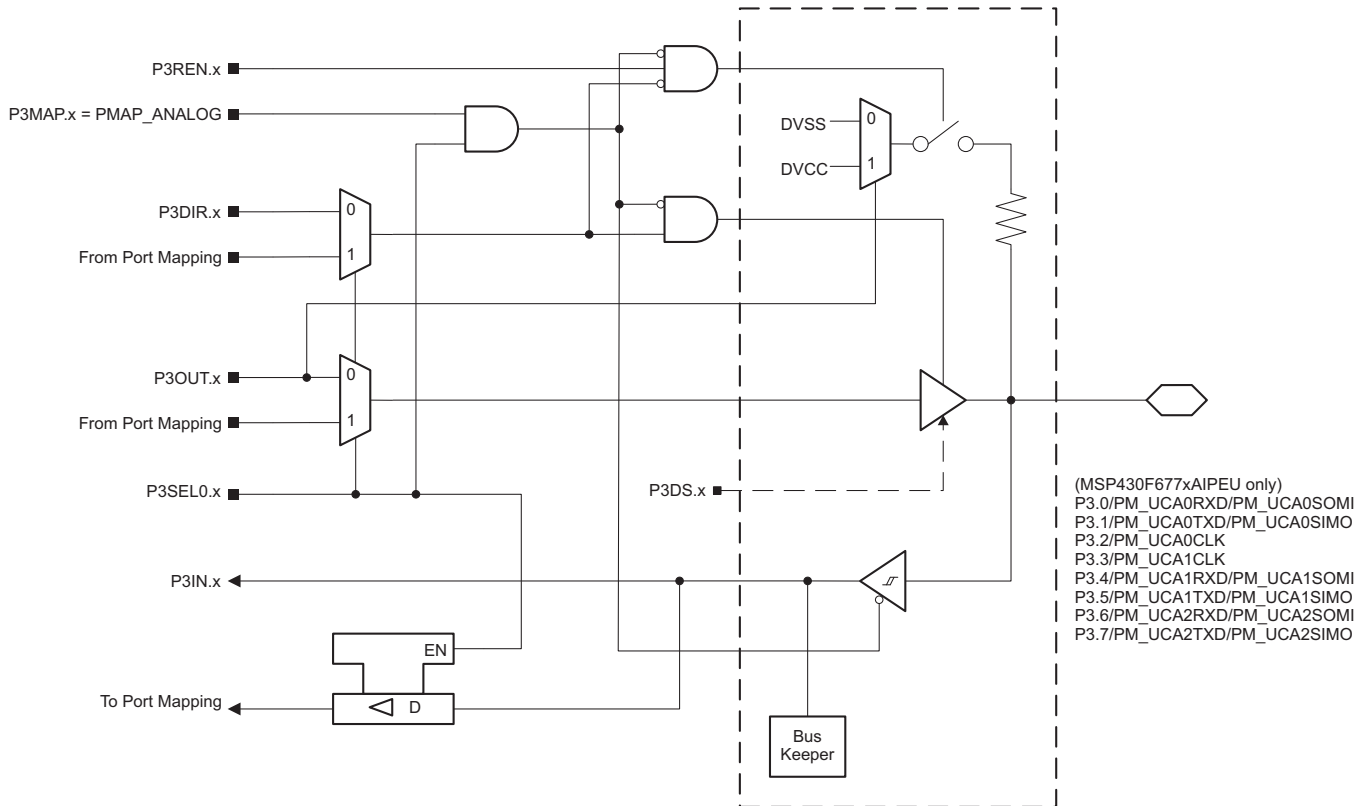 P3REN.x
P3MAP.x = PMAP_ANALOG
DVSS
0
DVCC
1
P3DIR.x
0
From Port Mapping
1
P3OUT.x
0
From Port Mapping
1
P3SEL0.x
P3DS.x
(MSP430F677xAIPEU only)
P3.0/PM_UCA0RXD/PM_UCA0SOMI
P3.1/PM_UCA0TXD/PM_UCA0SIMO
P3.2/PM_UCA0CLK
P3.3/PM_UCA1CLK
P3.4/PM_UCA1RXD/PM_UCA1SOMI
P3.5/PM_UCA1TXD/PM_UCA1SIMO
P3.6/PM_UCA2RXD/PM_UCA2SOMI
P3.7/PM_UCA2TXD/PM_UCA2SIMO
P3IN.x
EN
To Port Mapping
D
Bus
Keeper